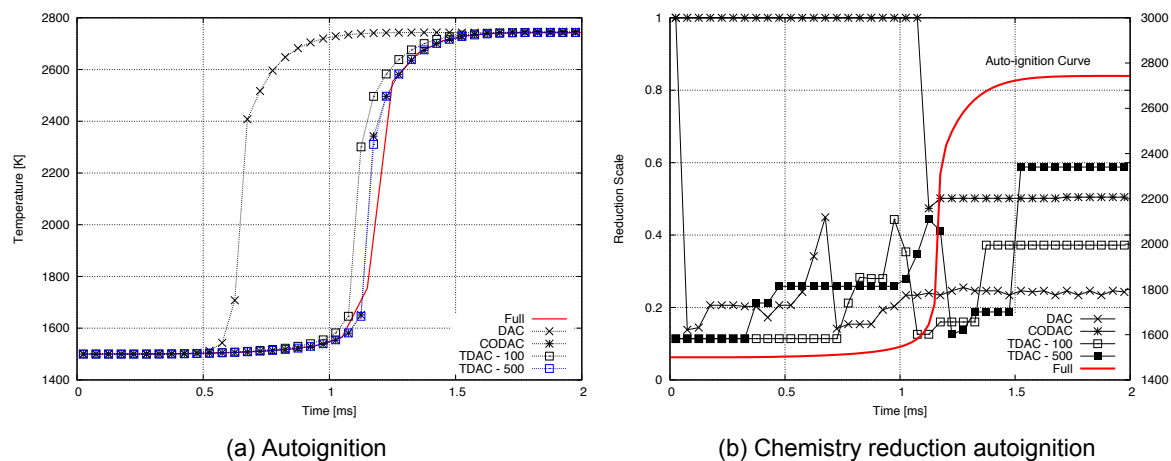 2800
2600
2400
2200
2000
1800
1600
1400
0
0.5
1
1.5
2
Temperature [K]
Time [ms]
Full
DAC
CODAC
TDAC - 100
TDAC - 500
(a) Autoignition
1
0.8
0.6
0.4
0.2
0
0
0.5
1
1.5
2
3000
2800
2600
2400
2200
2000
1800
1600
1400
Reduction Scale
Time [ms]
Auto-ignition Curve
DAC
CODAC
TDAC - 100
TDAC - 500
Full
(b) Chemistry reduction autoignition